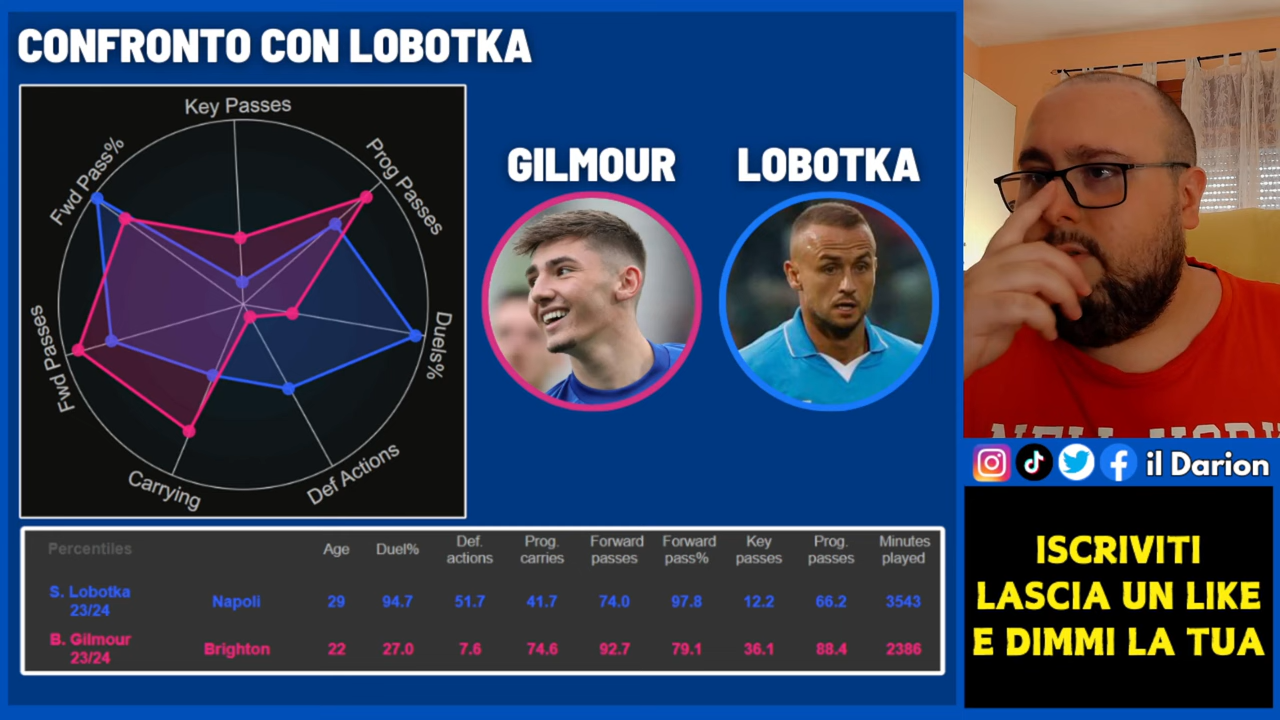 CONFRONTO CON LOBOTKA
Key Passes
Prog Passes
Duels%
Def Actions
Carrying
Fwd Passes
Fwd Pass%
GILMOUR
LOBOTKA
il Darion
ISCRIVITI
LASCIA UN LIKE
E DIMMI LA TUA
Percentiles Age Duel% Def. actions Prog. carries Forward passes Forward pass% Key passes Prog. passes Minutes played
S. Lobotka 23/24 Napoli 29 94.7 51.7 41.7 74.0 97.8 12.2 66.2 3543
B. Gilmour 23/24 Brighton 22 27.0 7.6 74.6 92.7 79.1 36.1 88.4 2386